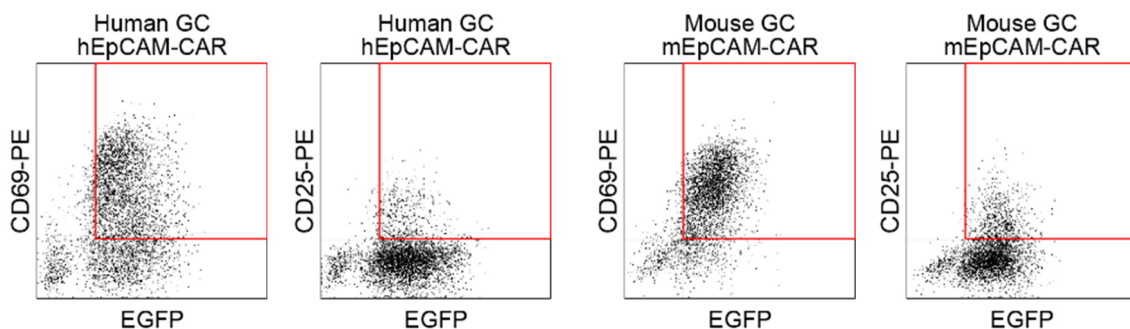 Human GC
hEpCAM-CAR
CD69-PE
EGFP
Human GC
hEpCAM-CAR
CD25-PE
EGFP
Mouse GC
mEpCAM-CAR
CD69-PE
EGFP
Mouse GC
mEpCAM-CAR
CD25-PE
EGFP